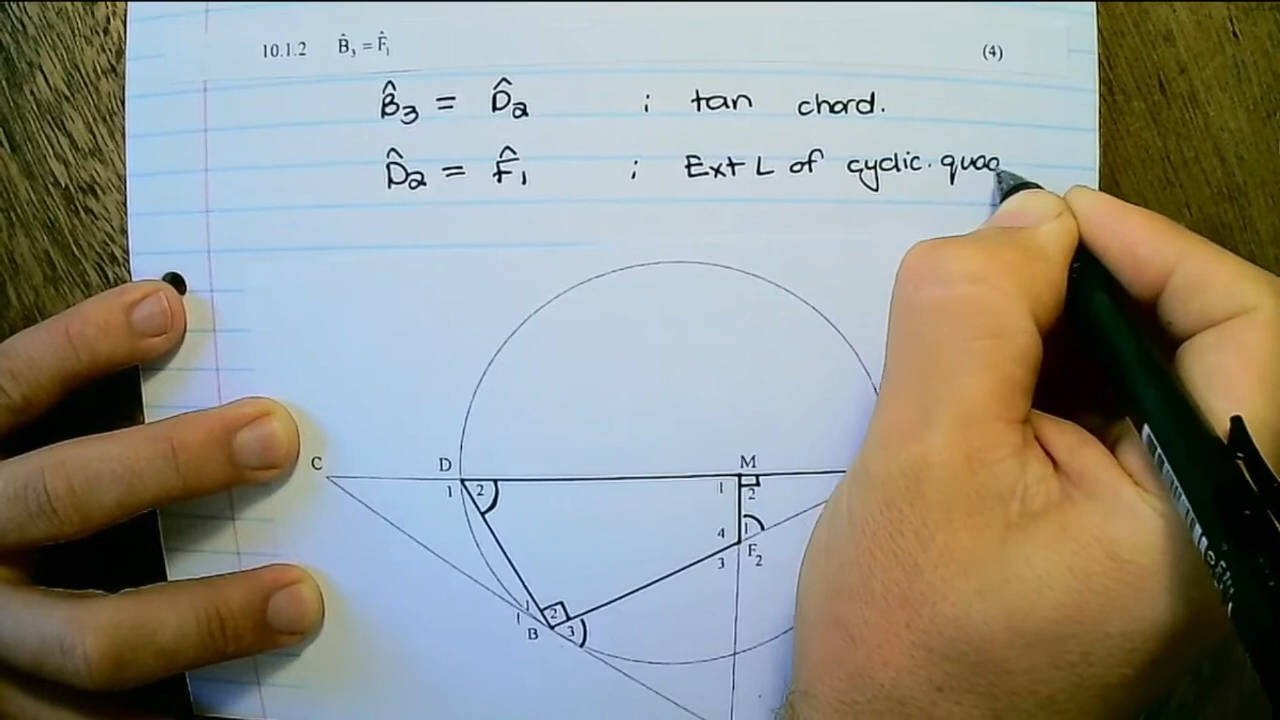 10.1.2 B̂₃ = F̂₁ (4)
B̂₃ = D̂₂ ; tan chord.
D̂₂ = F̂₁ ; Ext L of cyclic. quad
C D M
1 2 1 2
4 1
3 F 2
1 2
1 B 3